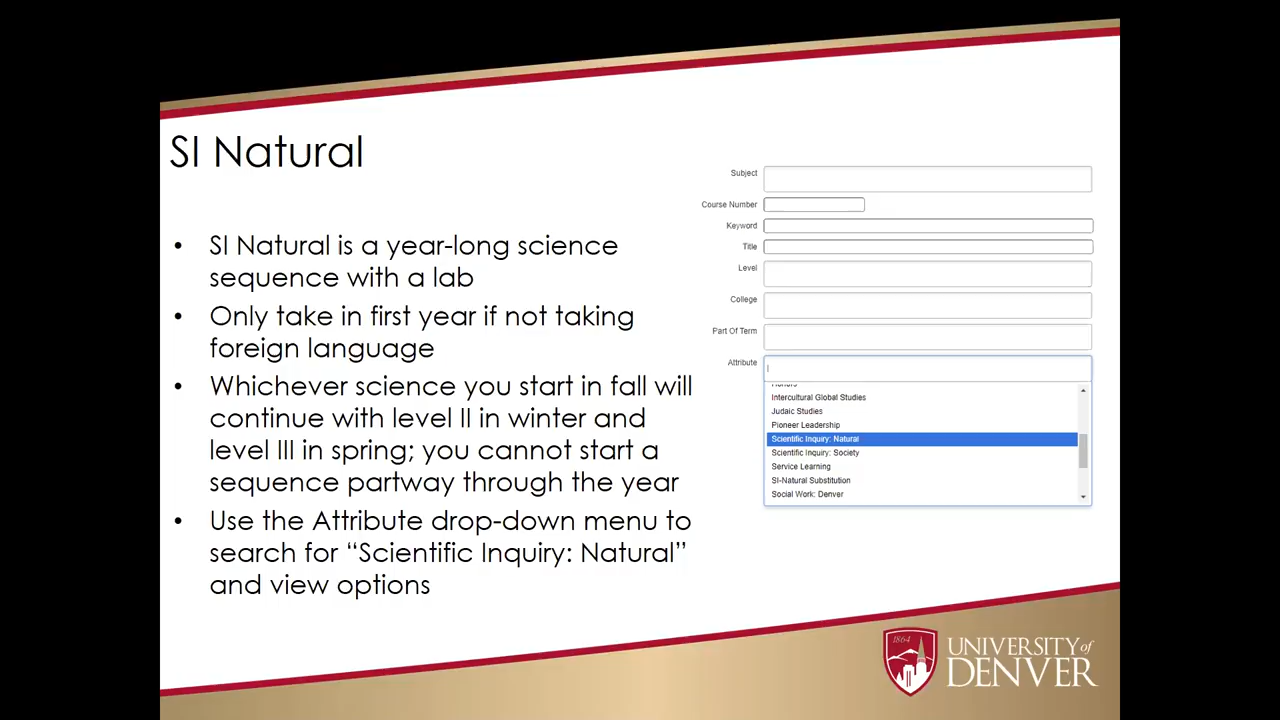 SI Natural
• SI Natural is a year-long science
sequence with a lab
• Only take in first year if not taking
foreign language
• Whichever science you start in fall will
continue with level II in winter and
level III in spring; you cannot start a
sequence partway through the year
• Use the Attribute drop-down menu to
search for “Scientific Inquiry: Natural”
and view options
Subject
Course Number
Keyword
Title
Level
College
Part Of Term
Attribute
Honors
Intercultural Global Studies
Judaic Studies
Pioneer Leadership
Scientific Inquiry: Natural
Scientific Inquiry: Society
Service Learning
SI-Natural Substitution
Social Work: Denver
1864
UNIVERSITY of
DENVER